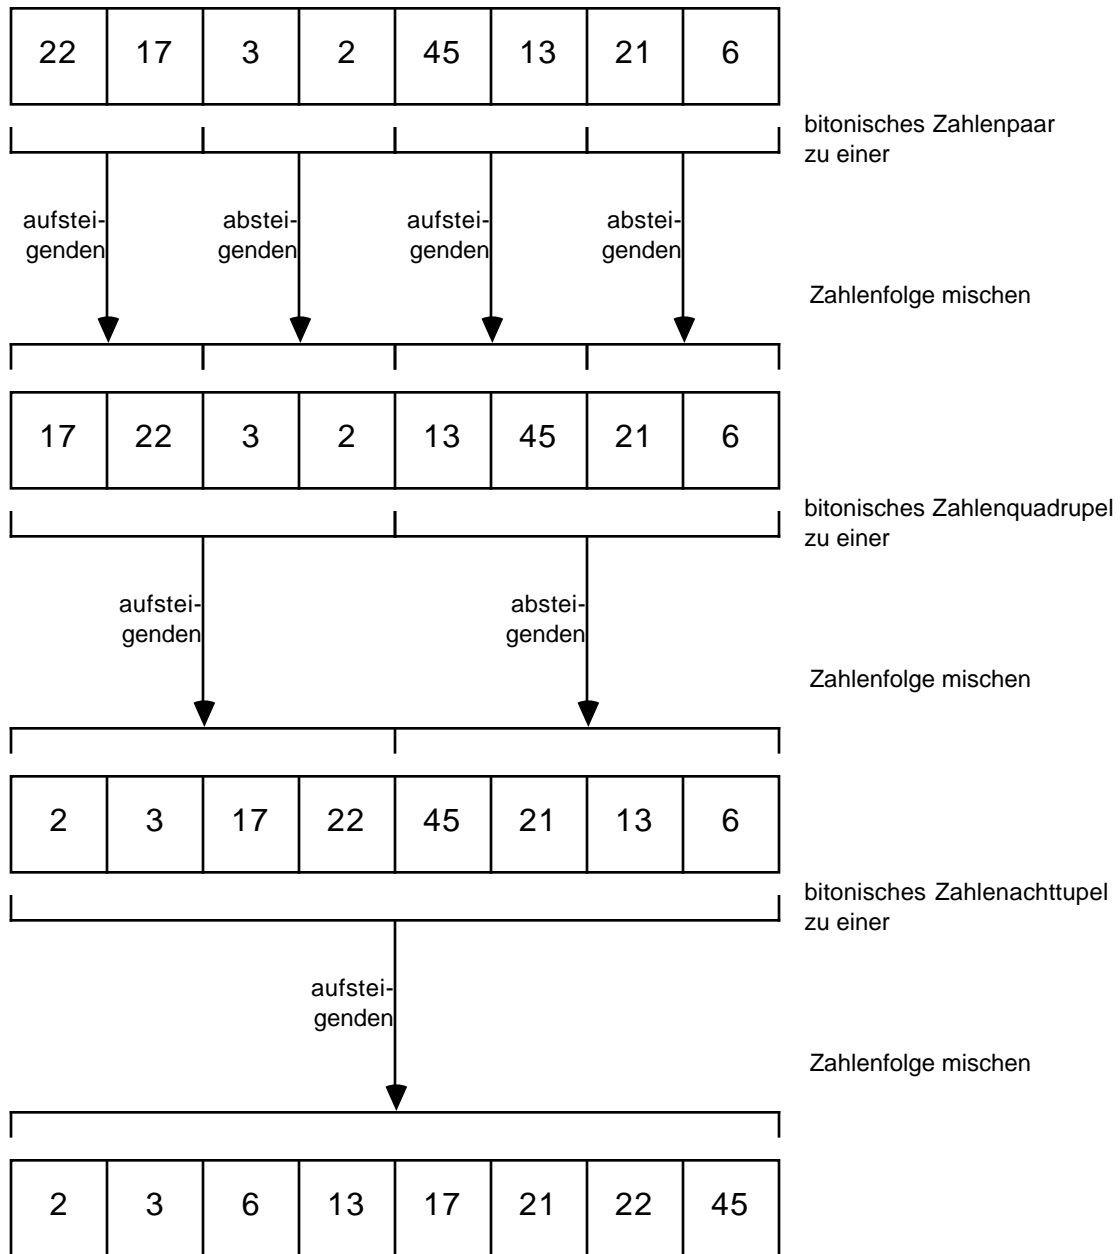 22 17 3 2 45 13 21 6
bitonisches Zahlenpaar
zu einer
aufstei- abstei- aufstei- abstei-
genden genden genden genden
Zahlenfolge mischen
17 22 3 2 13 45 21 6
bitonisches Zahlenquadrupel
zu einer
aufstei- abstei-
genden genden
Zahlenfolge mischen
2 3 17 22 45 21 13 6
bitonisches Zahlenachttupel
zu einer
aufstei-
genden
Zahlenfolge mischen
2 3 6 13 17 21 22 45